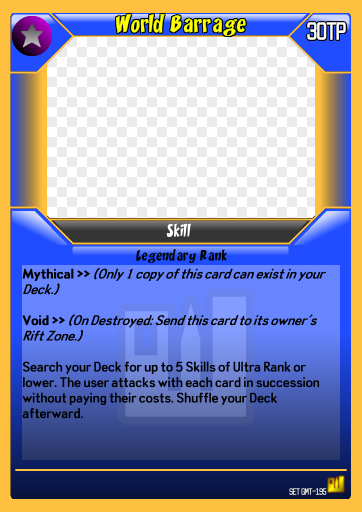 World Barrage
30TP
Skill
Legendary Rank
Mythical >> (Only 1 copy of this card can exist in your
Deck.)
Void >> (On Destroyed: Send this card to its owner's
Rift Zone.)
Search your Deck for up to 5 Skills of Ultra Rank or
lower. The user attacks with each card in succession
without paying their costs. Shuffle your Deck
afterward.
SET GMT-195